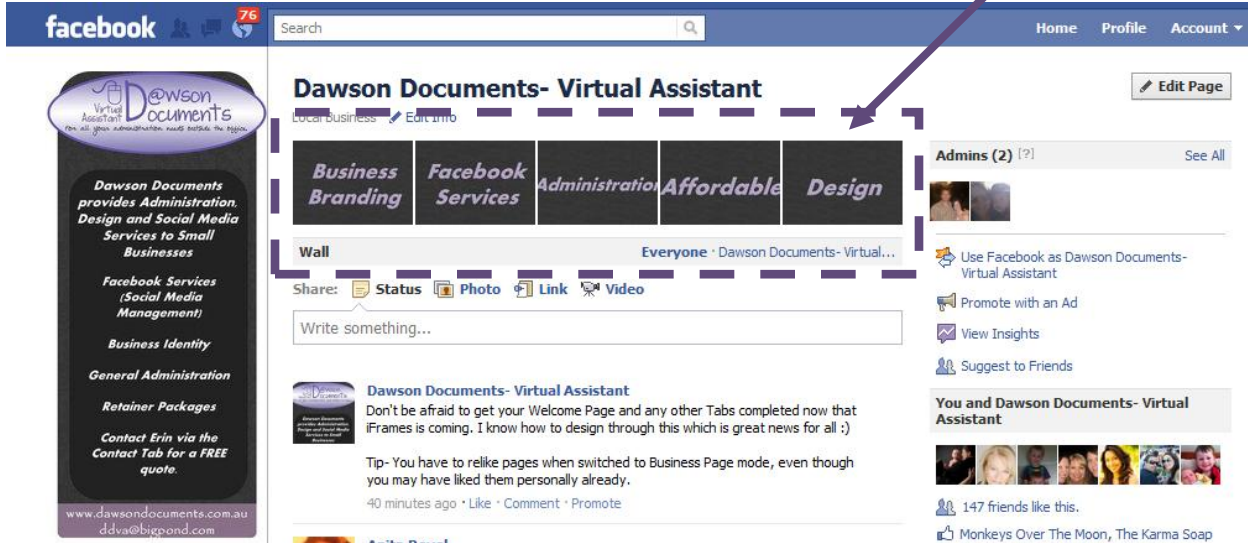 facebook
76
Search
Home Profile Account
D@wson
Virtual
Assistant Documents
For all your administration needs outside the office.
Dawson Documents
provides Administration,
Design and Social Media
Services to Small
Businesses
Facebook Services
(Social Media
Management)
Business Identity
General Administration
Retainer Packages
Contact Erin via the
Contact Tab for a FREE
quote.
www.dawsondocuments.com.au
ddva@bigpond.com
Dawson Documents- Virtual Assistant
Local Business Edit Info
Business
Branding
Facebook
Services
Administration
Affordable
Design
Wall
Everyone · Dawson Documents- Virtual...
Share: Status Photo Link Video
Write something...
Dawson Documents- Virtual Assistant
Don't be afraid to get your Welcome Page and any other Tabs completed now that
iFrames is coming. I know how to design through this which is great news for all :)
Tip- You have to relike pages when switched to Business Page mode, even though
you may have liked them personally already.
40 minutes ago · Like · Comment · Promote
Edit Page
Admins (2) [?] See All
Use Facebook as Dawson Documents-
Virtual Assistant
Promote with an Ad
View Insights
Suggest to Friends
You and Dawson Documents- Virtual
Assistant
147 friends like this.
Monkeys Over The Moon, The Karma Soap